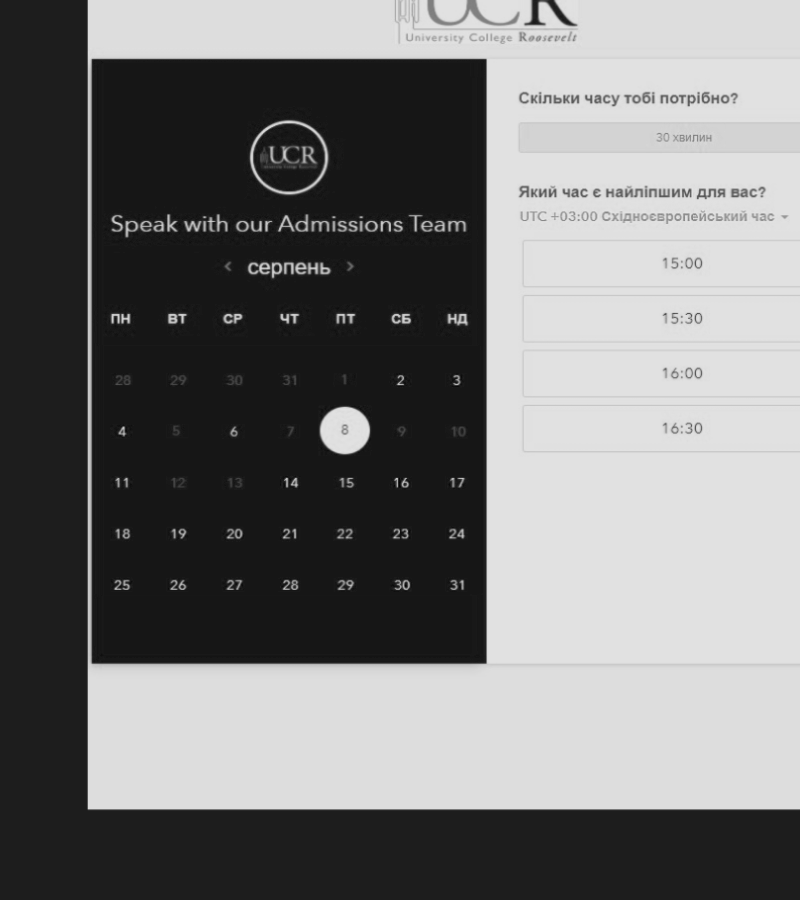 UCR
University College Roosevelt
UCR
Speak with our Admissions Team
< серпень >
ПН ВТ СР ЧТ ПТ СБ НД
28 29 30 31 1 2 3
4 5 6 7 8 9 10
11 12 13 14 15 16 17
18 19 20 21 22 23 24
25 26 27 28 29 30 31
Скільки часу тобі потрібно?
30 хвилин
Який час є найліпшим для вас?
UTC +03:00 Східноєвропейський час
15:00
15:30
16:00
16:30